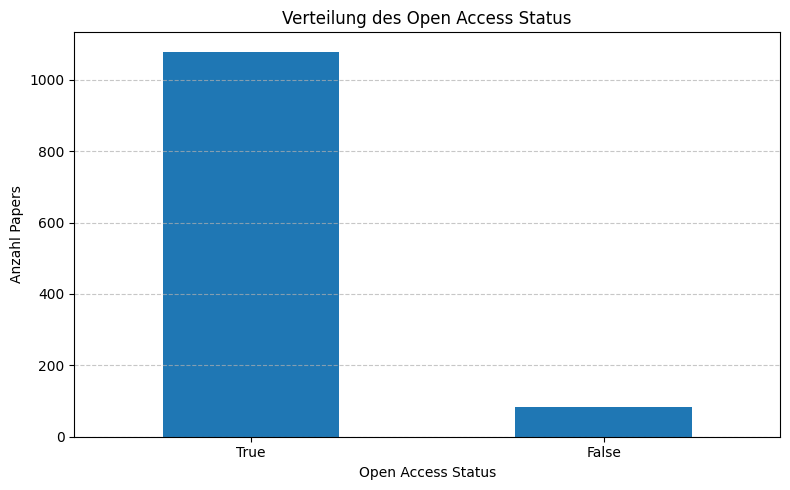 Verteilung des Open Access Status
Anzahl Papers
1000
800
600
400
200
0
True
False
Open Access Status